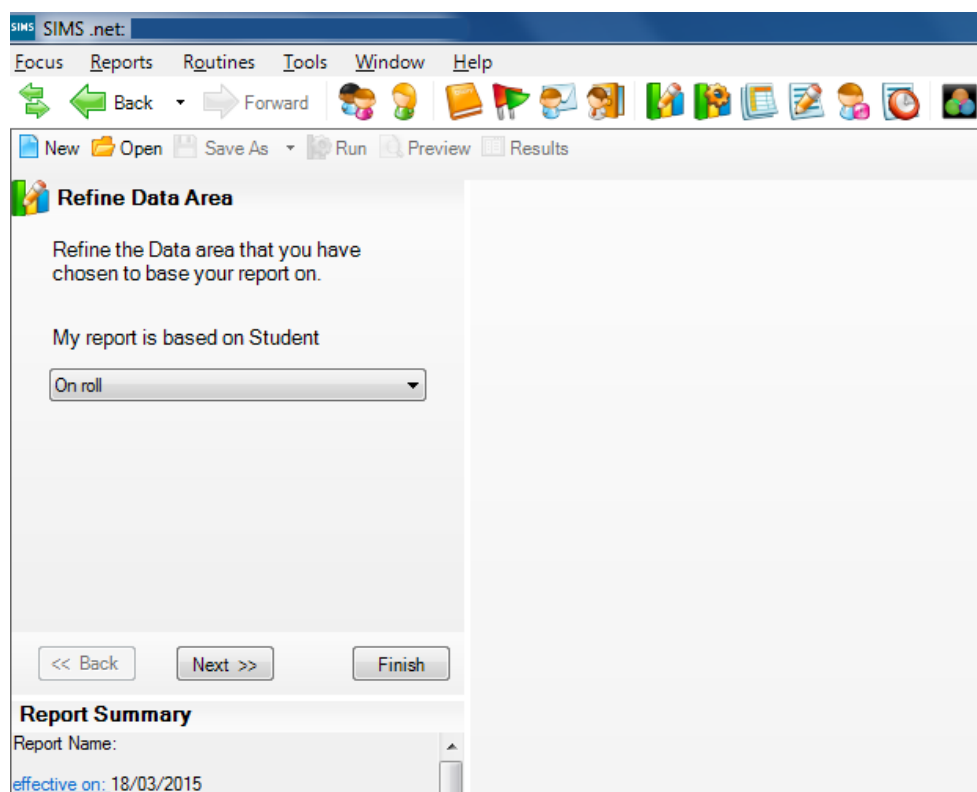 SIMS SIMS .net:
Focus Reports Routines Tools Window Help
Back Forward
New Open Save As Run Preview Results
Refine Data Area
Refine the Data area that you have
chosen to base your report on.
My report is based on Student
On roll
<< Back Next >> Finish
Report Summary
Report Name:
effective on: 18/03/2015